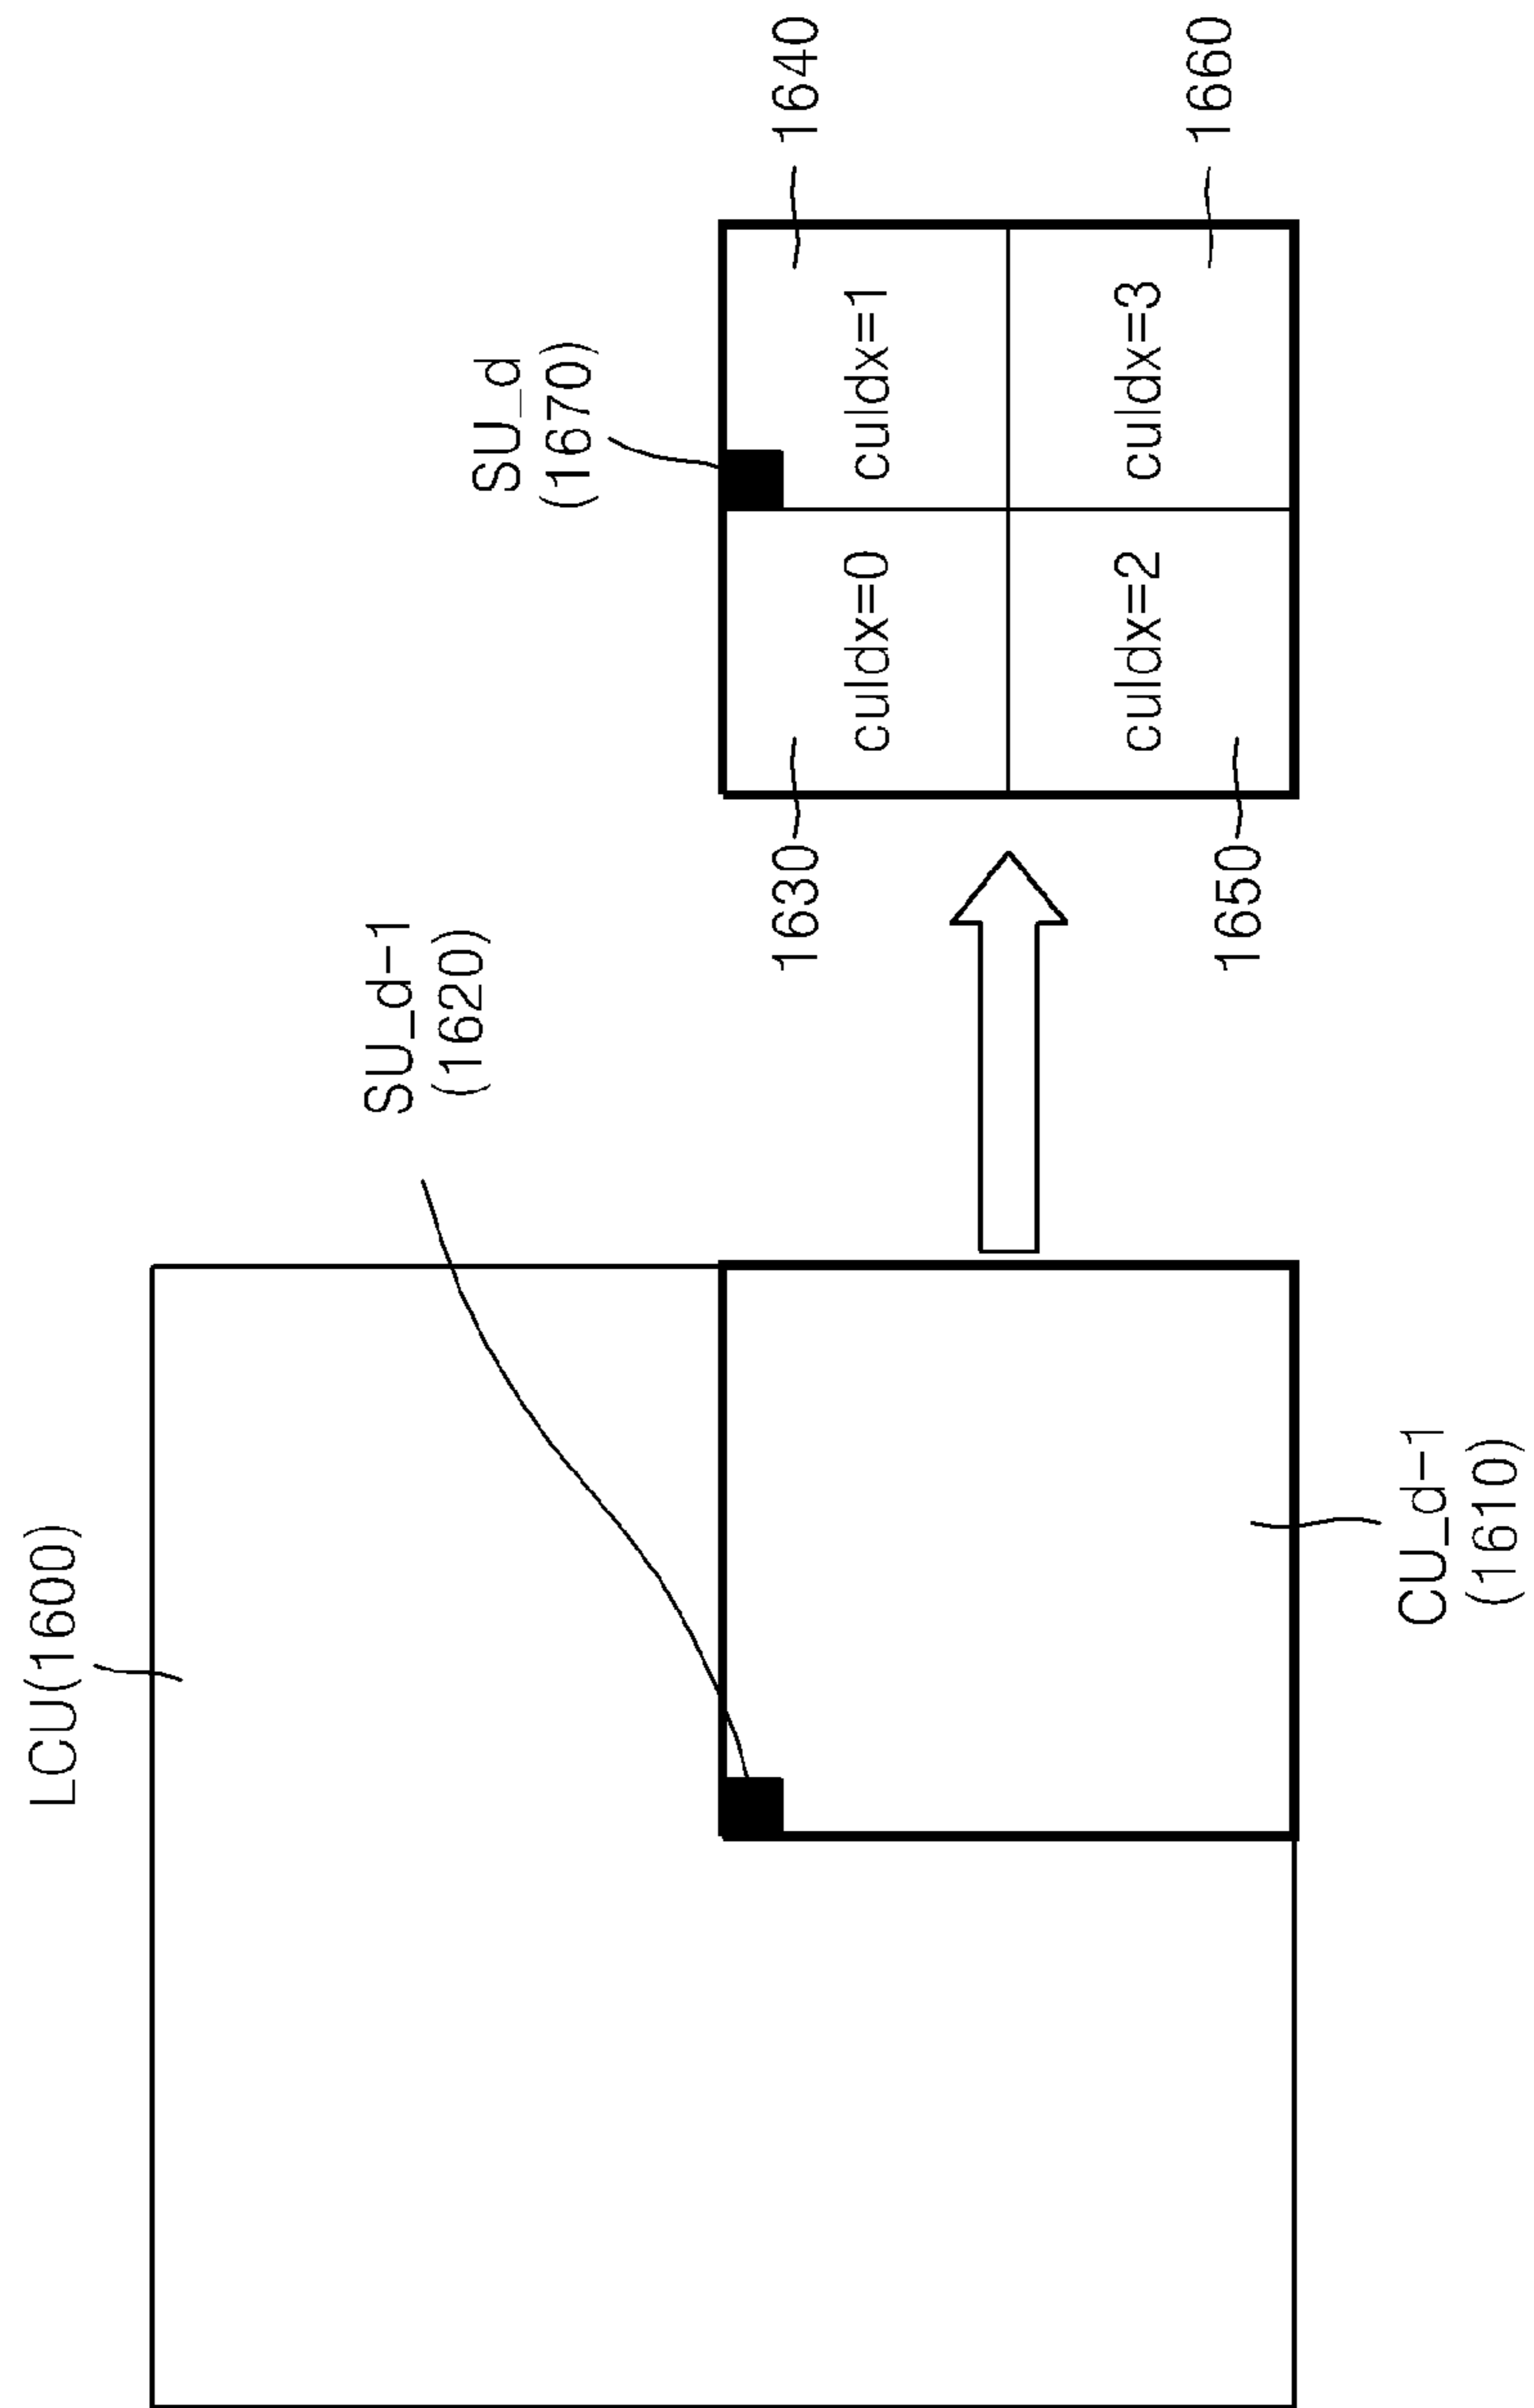 LCU(1600)
SU_d-1
(1620)
CU_d-1
(1610)
SU_d
(1670)
1630
1640
cuIdx=0
cuIdx=1
cuIdx=2
cuIdx=3
1650
1660